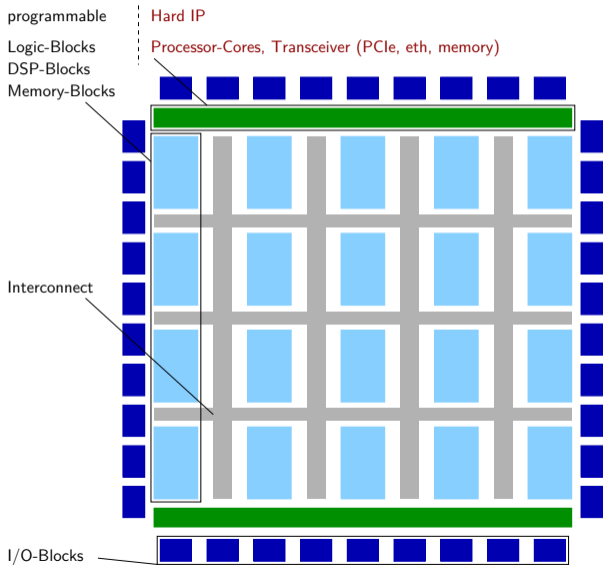 programmable
Hard IP
Logic-Blocks
Processor-Cores, Transceiver (PCIe, eth, memory)
DSP-Blocks
Memory-Blocks
Interconnect
I/O-Blocks